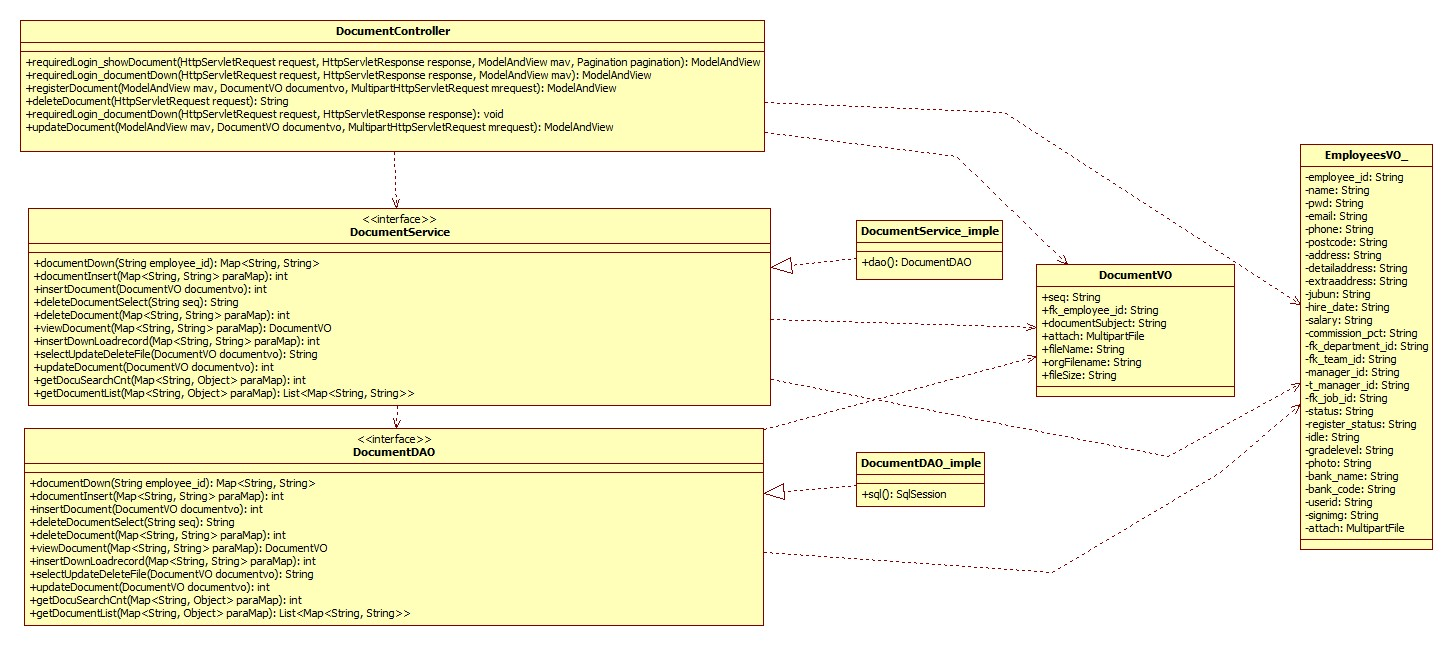 DocumentController
+requiredLogin_showDocument(HttpServletRequest request, HttpServletResponse response, ModelAndView mav, Pagination pagination): ModelAndView
+requiredLogin_documentDown(HttpServletRequest request, HttpServletResponse response, ModelAndView mav): ModelAndView
+registerDocument(ModelAndView mav, DocumentVO documentvo, MultipartHttpServletRequest mrequest): ModelAndView
+deleteDocument(HttpServletRequest request): String
+requiredLogin_documentDown(HttpServletRequest request, HttpServletResponse response): void
+updateDocument(ModelAndView mav, DocumentVO documentvo, MultipartHttpServletRequest mrequest): ModelAndView
<<interface>>
DocumentService
+documentDown(String employee_id): Map<String, String>
+documentInsert(Map<String, String> paraMap): int
+insertDocument(DocumentVO documentvo): int
+deleteDocumentSelect(String seq): String
+deleteDocument(Map<String, String> paraMap): int
+viewDocument(Map<String, String> paraMap): DocumentVO
+insertDownLoadrecord(Map<String, String> paraMap): int
+selectUpdateDeleteFile(DocumentVO documentvo): String
+updateDocument(DocumentVO documentvo): int
+getDocuSearchCnt(Map<String, Object> paraMap): int
+getDocumentList(Map<String, Object> paraMap): List<Map<String, String>>
<<interface>>
DocumentDAO
+documentDown(String employee_id): Map<String, String>
+documentInsert(Map<String, String> paraMap): int
+insertDocument(DocumentVO documentvo): int
+deleteDocumentSelect(String seq): String
+deleteDocument(Map<String, String> paraMap): int
+viewDocument(Map<String, String> paraMap): DocumentVO
+insertDownLoadrecord(Map<String, String> paraMap): int
+selectUpdateDeleteFile(DocumentVO documentvo): String
+updateDocument(DocumentVO documentvo): int
+getDocuSearchCnt(Map<String, Object> paraMap): int
+getDocumentList(Map<String, Object> paraMap): List<Map<String, String>>
DocumentService_imple
+dao(): DocumentDAO
DocumentDAO_imple
+sql(): SqlSession
DocumentVO
+seq: String
+fk_employee_id: String
+documentSubject: String
+attach: MultipartFile
+fileName: String
+orgFilename: String
+fileSize: String
EmployeesVO_
-employee_id: String
-name: String
-pwd: String
-email: String
-phone: String
-postcode: String
-address: String
-detailaddress: String
-extraaddress: String
-jubun: String
-hire_date: String
-salary: String
-commission_pct: String
-fk_department_id: String
-fk_team_id: String
-manager_id: String
-t_manager_id: String
-fk_job_id: String
-status: String
-register_status: String
-idle: String
-gradelevel: String
-photo: String
-bank_name: String
-bank_code: String
-userid: String
-signimg: String
-attach: MultipartFile